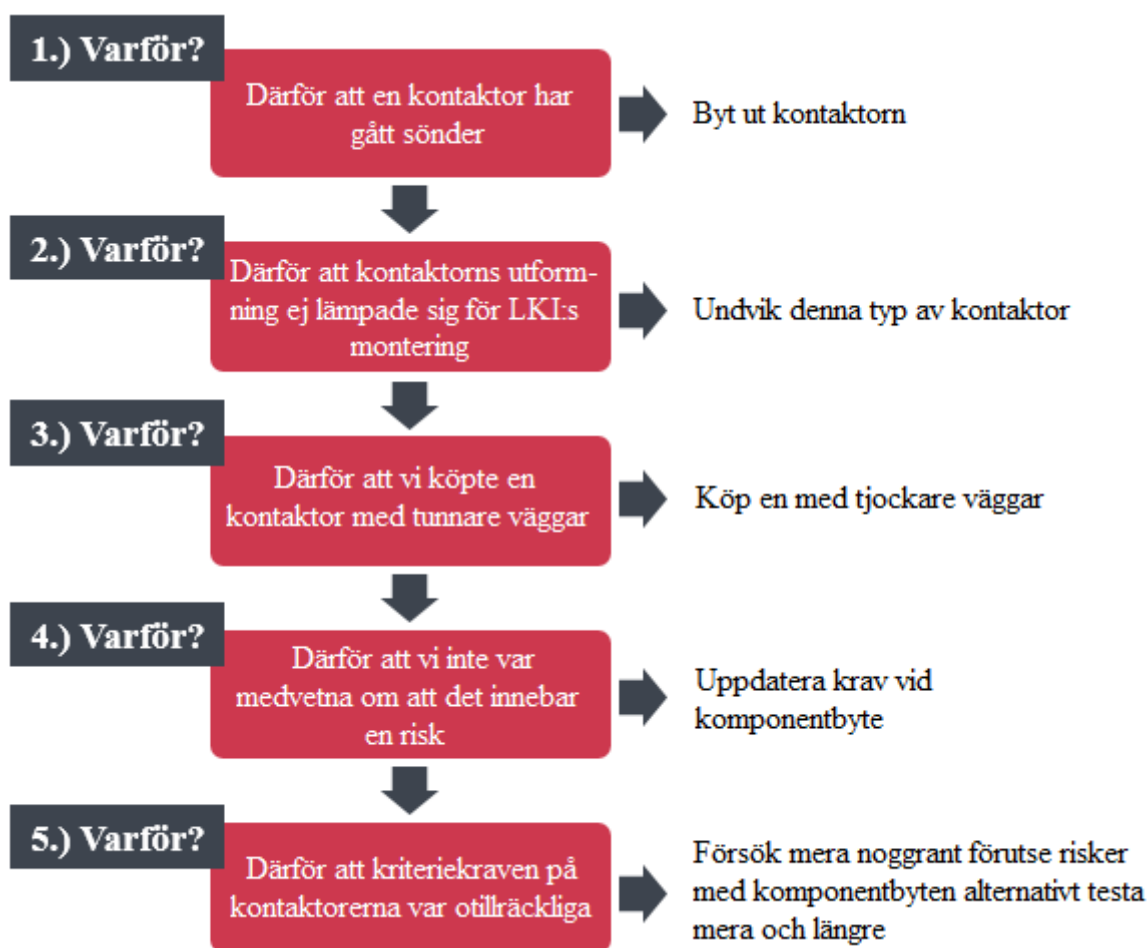 1.) Varför?
Därför att en kontaktor har
gått sönder
Byt ut kontaktorn
2.) Varför?
Därför att kontaktorns utform-
ning ej lämpade sig för LKI:s
montering
Undvik denna typ av kontaktor
3.) Varför?
Därför att vi köpte en
kontaktor med tunnare väggar
Köp en med tjockare väggar
4.) Varför?
Därför att vi inte var
medvetna om att det innebar
en risk
Uppdatera krav vid
komponentbyte
5.) Varför?
Därför att kriteriekraven på
kontaktorerna var otillräckliga
Försök mera noggrant förutse risker
med komponentbyten alternativt testa
mera och längre